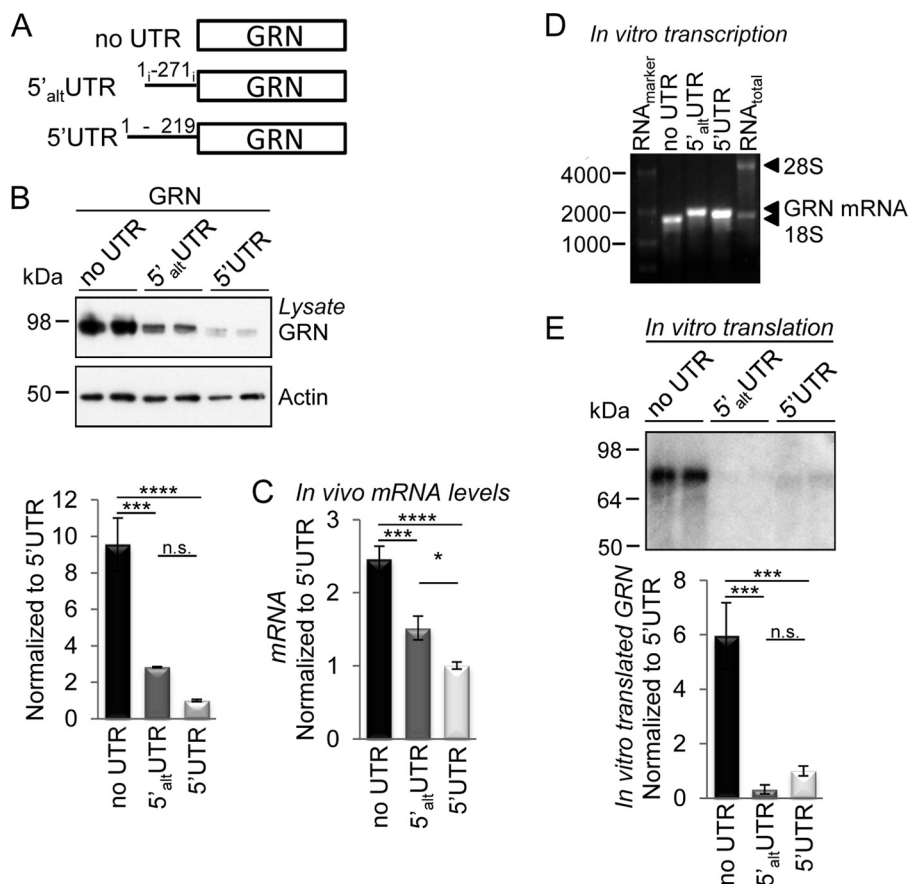 A
no UTR GRN
5'altUTR 1i-271i GRN
5'UTR 1 - 219 GRN
B
GRN
no UTR 5'altUTR 5'UTR
kDa
98
Lysate
GRN
50
Actin
Normalized to 5'UTR
12
10
8
6
4
2
0
****
***
n.s.
no UTR
5'altUTR
5'UTR
C
In vivo mRNA levels
mRNA
Normalized to 5'UTR
3
2
1
0
****
***
*
no UTR
5'altUTR
5'UTR
D
In vitro transcription
RNAmarker
no UTR
5'altUTR
5'UTR
RNAtotal
4000
2000
1000
28S
GRN mRNA
18S
E
In vitro translation
no UTR 5'altUTR 5'UTR
kDa
98
64
50
In vitro translated GRN
Normalized to 5'UTR
8
6
4
2
0
***
***
n.s.
no UTR
5'altUTR
5'UTR